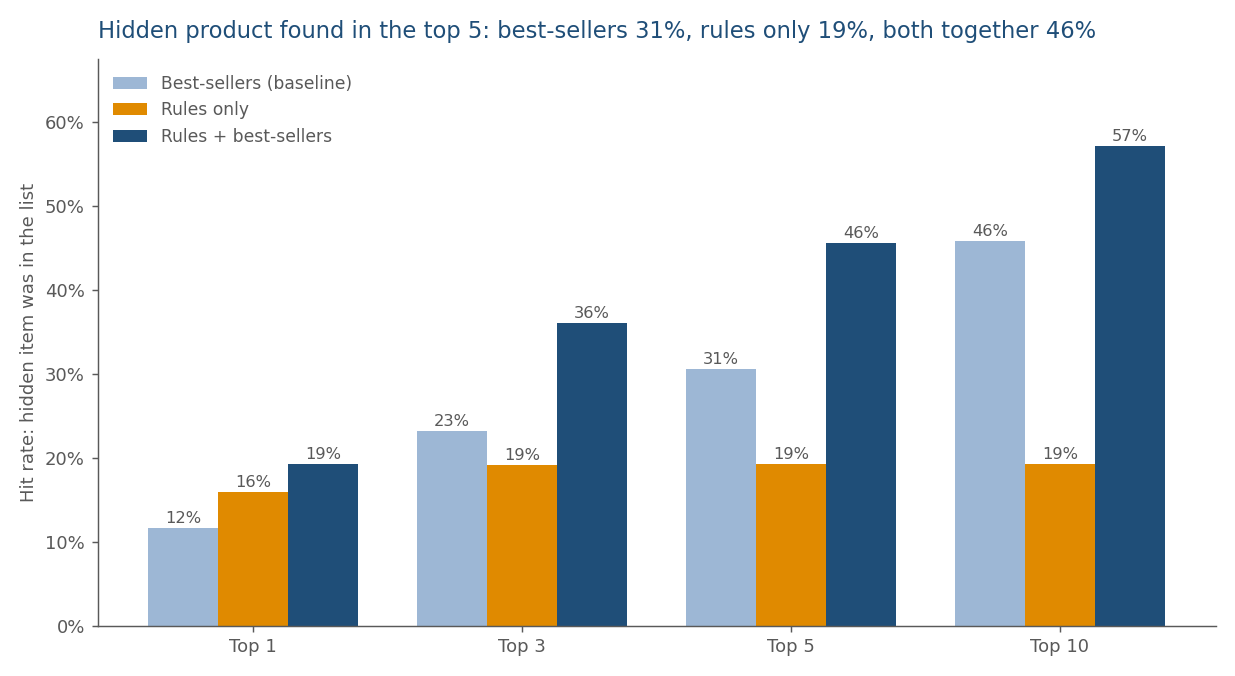 Hidden product found in the top 5: best-sellers 31%, rules only 19%, both together 46%
Best-sellers (baseline)
Rules only
Rules + best-sellers
Hit rate: hidden item was in the list
60%
50%
40%
30%
20%
10%
0%
12%
16%
19%
23%
19%
36%
31%
19%
46%
46%
19%
57%
Top 1
Top 3
Top 5
Top 10